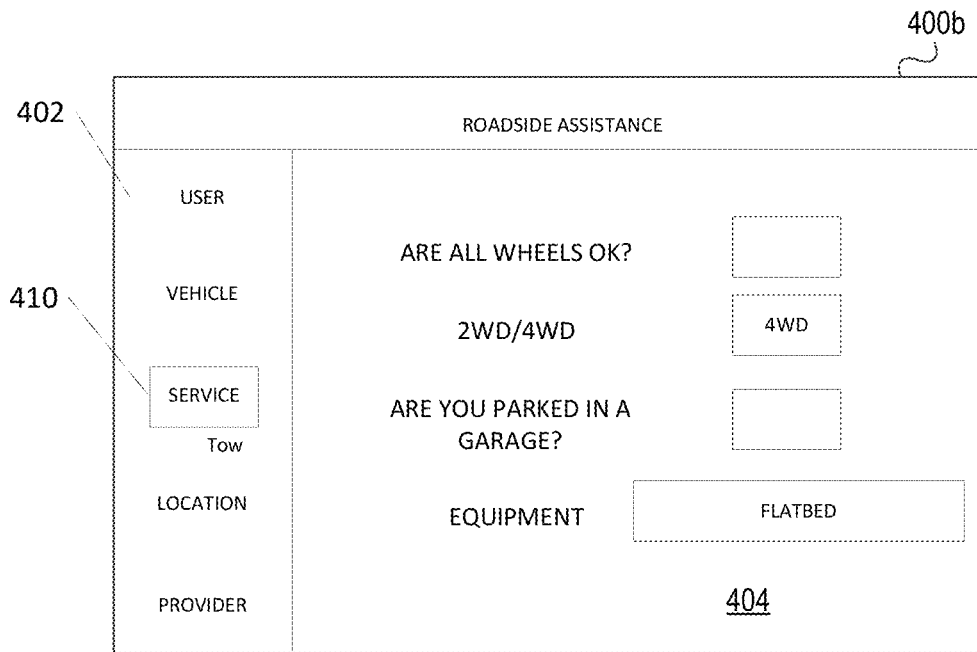 400b
402
ROADSIDE ASSISTANCE
USER
ARE ALL WHEELS OK?
410
VEHICLE
2WD/4WD
4WD
SERVICE
Tow
ARE YOU PARKED IN A
GARAGE?
LOCATION
EQUIPMENT
FLATBED
PROVIDER
404